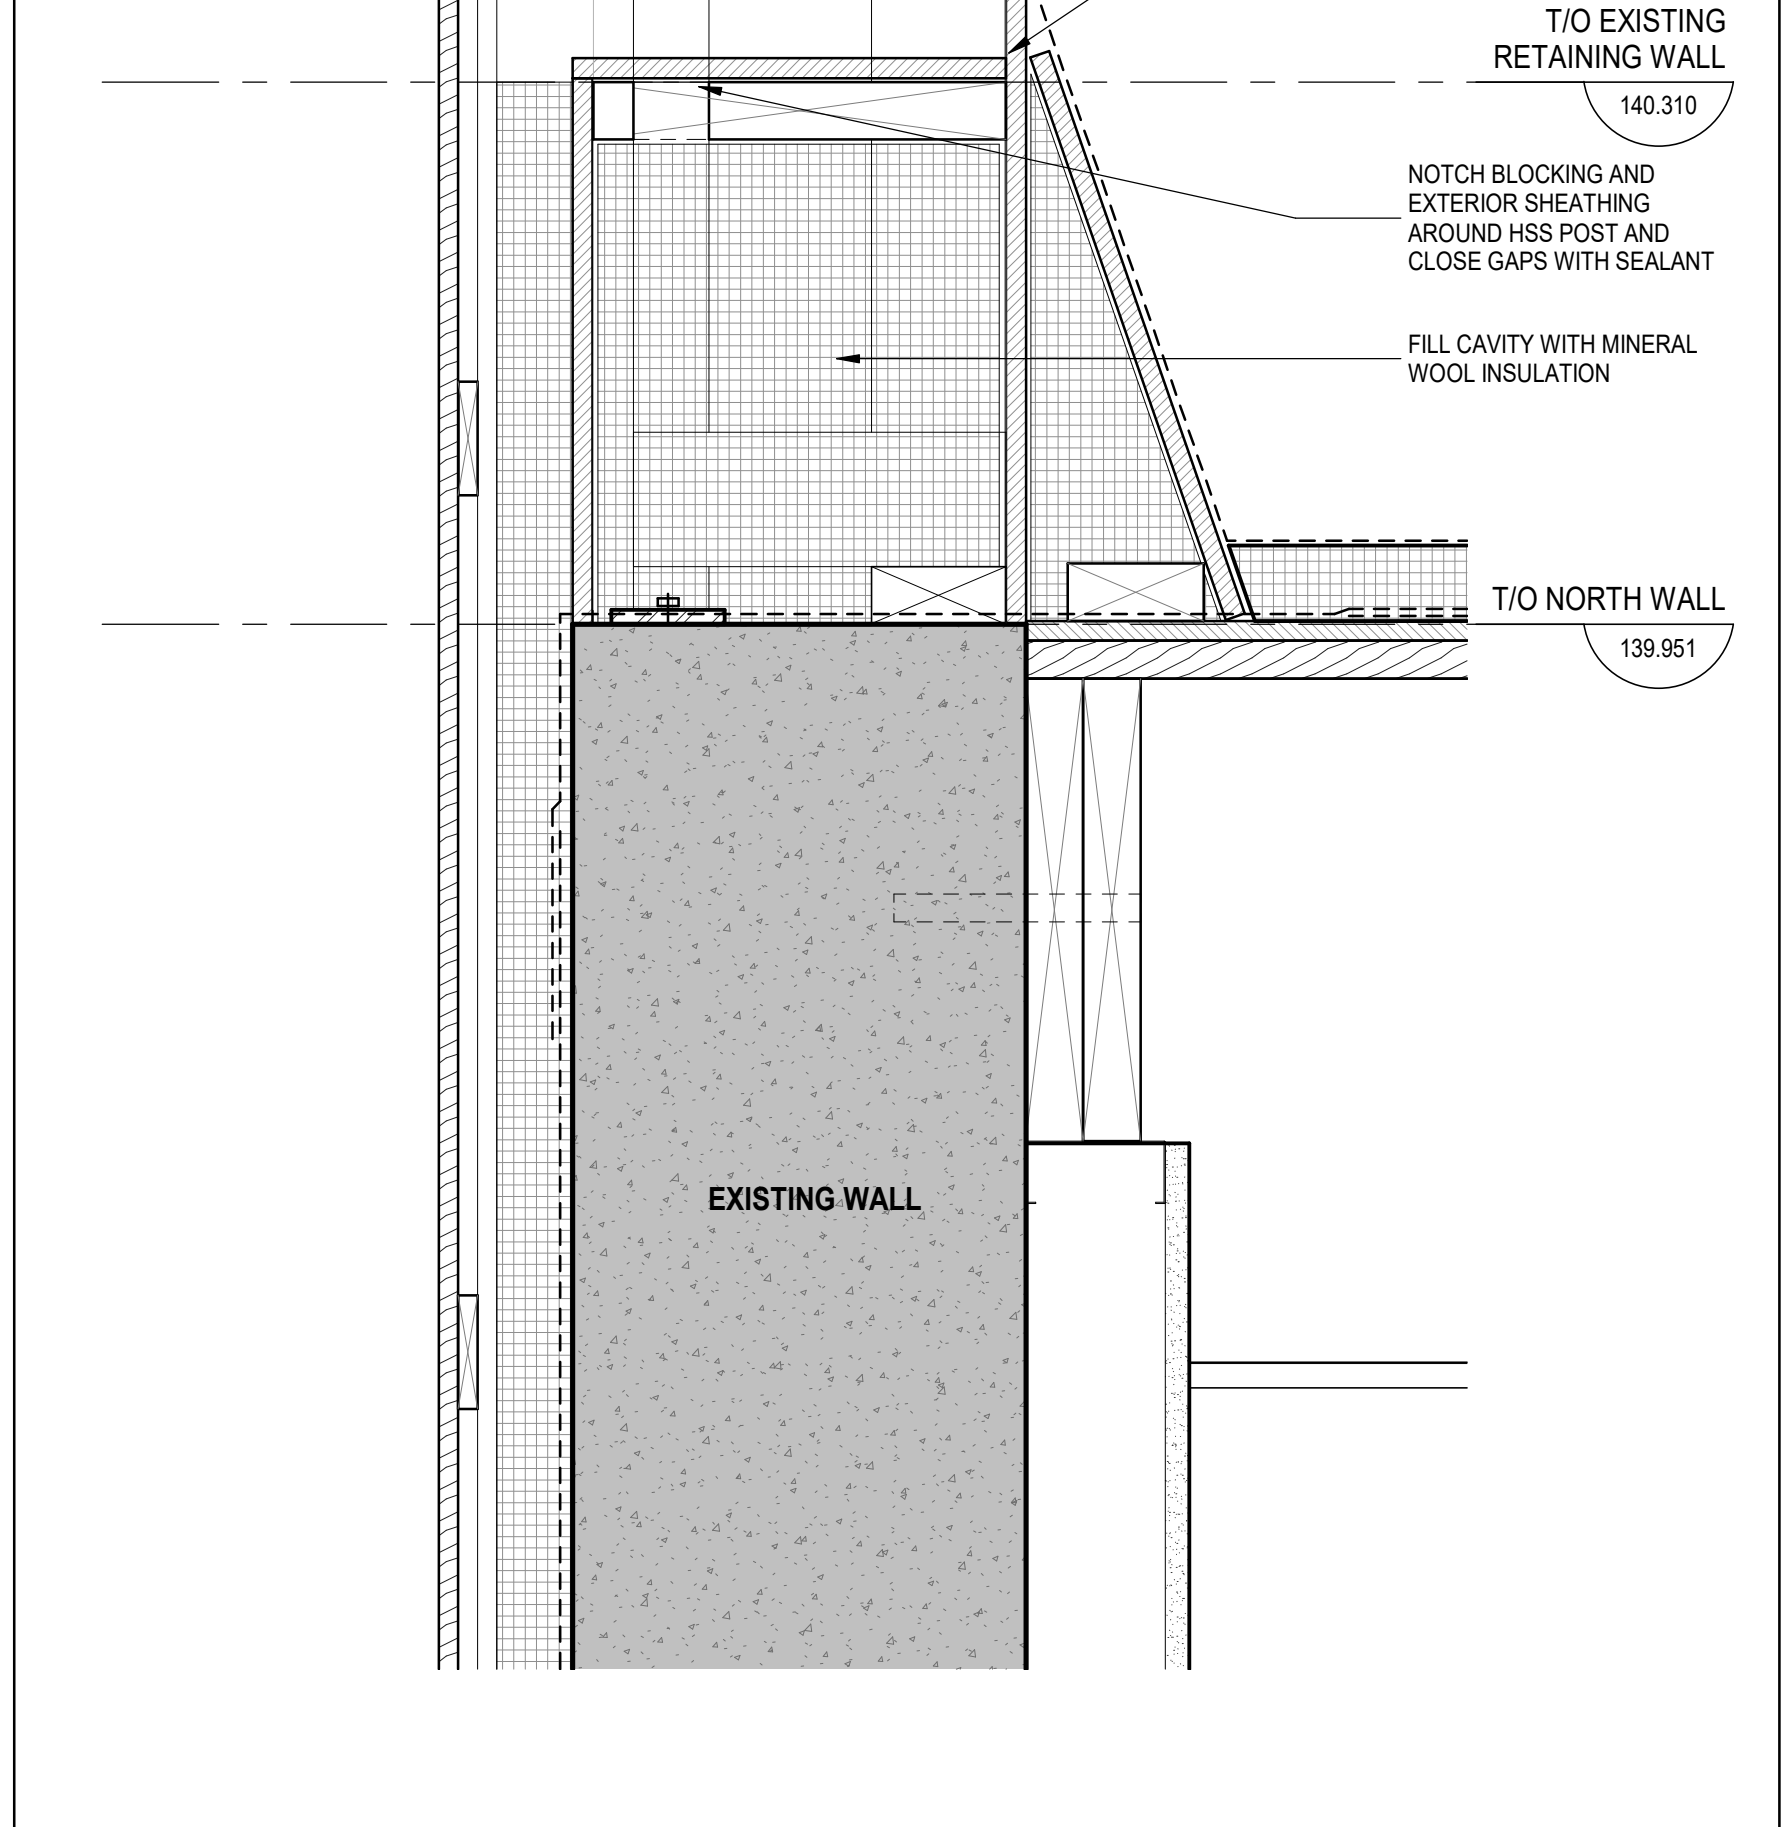 T/O EXISTING
RETAINING WALL
140.310
NOTCH BLOCKING AND
EXTERIOR SHEATHING
AROUND HSS POST AND
CLOSE GAPS WITH SEALANT
FILL CAVITY WITH MINERAL
WOOL INSULATION
T/O NORTH WALL
139.951
EXISTING WALL